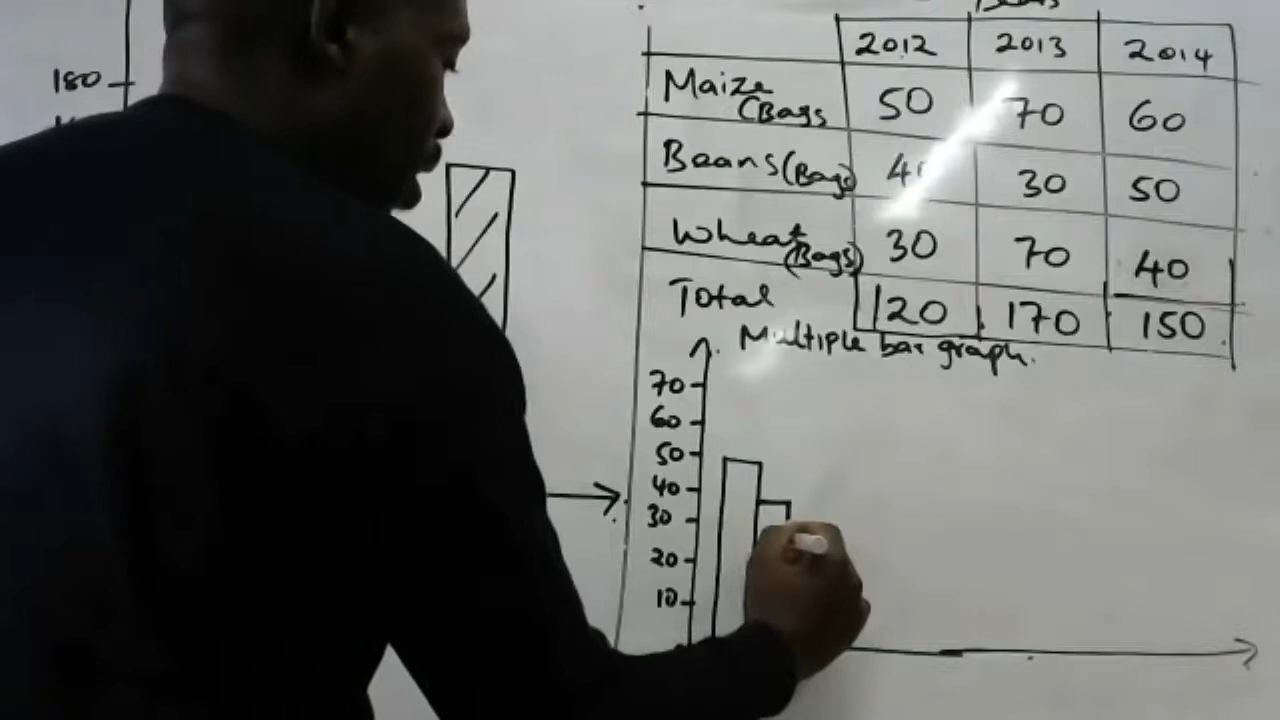 180
2012 2013 2014
Maize (Bags 50 70 60
Beans (Bags) 30 50
Wheat (Bags) 30 70 40
Total 120 170 150
Multiple bar graph.
70
60
50
40
30
20
10